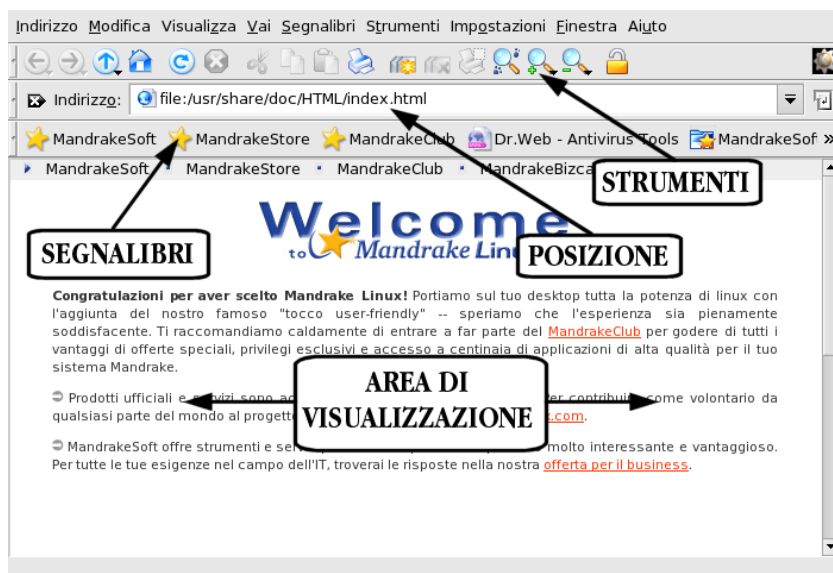 Indirizzo Modifica Visualizza Vai Segnalibri Strumenti Impostazioni Finestra Aiuto
Indirizzo: file:/usr/share/doc/HTML/index.html
MandrakeSoft MandrakeStore MandrakeClub Dr.Web - Antivirus Tools MandrakeSof »
MandrakeSoft • MandrakeStore • MandrakeClub • MandrakeBizca
STRUMENTI
Welcome
to Mandrake Linu
SEGNALIBRI
POSIZIONE
Congratulazioni per aver scelto Mandrake Linux! Portiamo sul tuo desktop tutta la potenza di linux con
l'aggiunta del nostro famoso "tocco user-friendly" -- speriamo che l'esperienza sia pienamente
soddisfacente. Ti raccomandiamo caldamente di entrare a far parte del MandrakeClub per godere di tutti i
vantaggi di offerte speciali, privilegi esclusivi e accesso a centinaia di applicazioni di alta qualità per il tuo
sistema Mandrake.
AREA DI
VISUALIZZAZIONE
Prodotti ufficiali e servizi sono contribui come volontario da
qualsiasi parte del mondo al proget .com.
MandrakeSoft offre strumenti e ser molto interessante e vantaggioso.
Per tutte le tue esigenze nel campo dell'IT, troverai le risposte nella nostra offerta per il business.